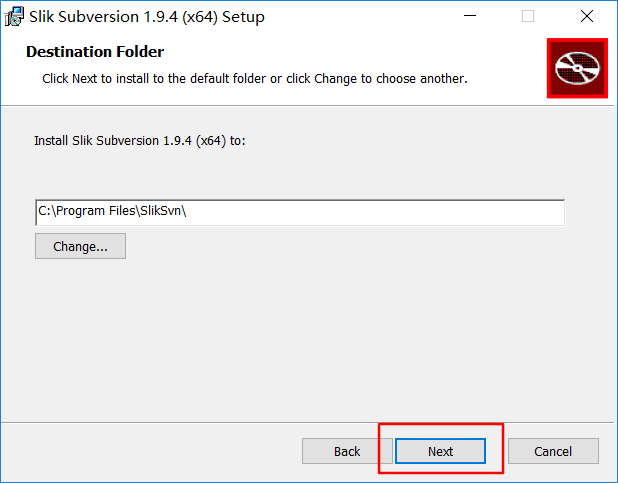 Slik Subversion 1.9.4 (x64) Setup
Destination Folder
Click Next to install to the default folder or click Change to choose another.
Install Slik Subversion 1.9.4 (x64) to:
C:\Program Files\SlikSvn\
Change...
Back Next Cancel